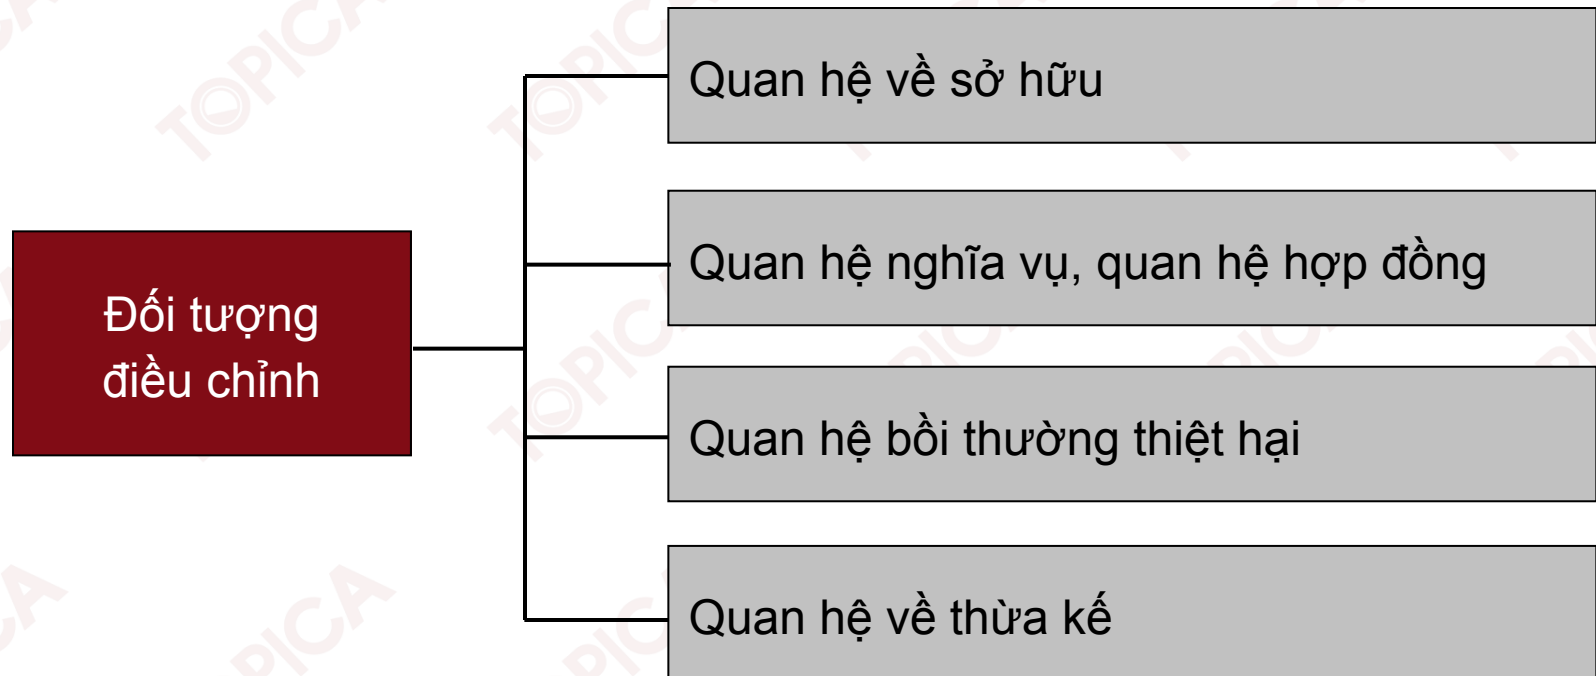 Đối tượng
điều chỉnh
Quan hệ về sở hữu
Quan hệ nghĩa vụ, quan hệ hợp đồng
Quan hệ bồi thường thiệt hại
Quan hệ về thừa kế
TOPICA